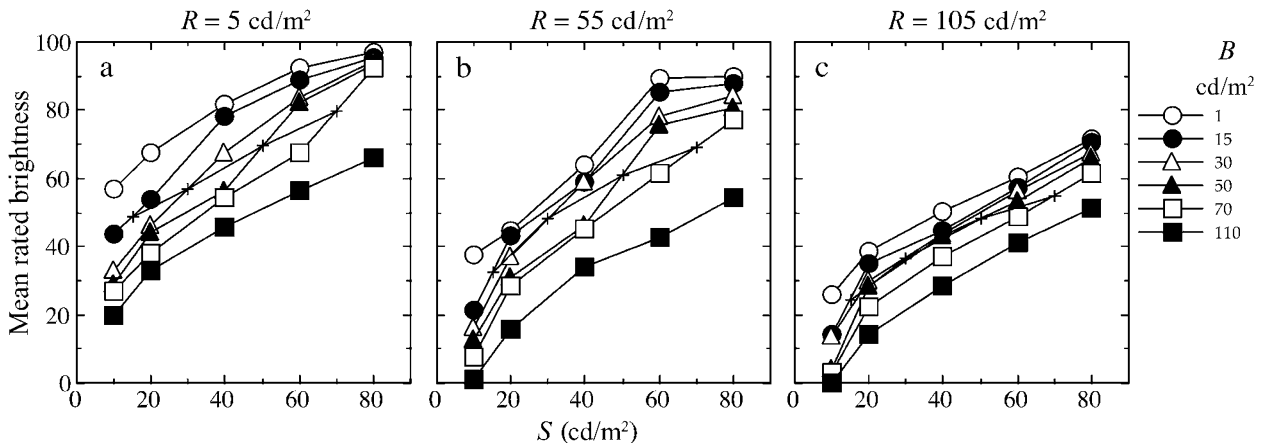 R = 5 cd/m² R = 55 cd/m² R = 105 cd/m²
100 a b c B
cd/m²
80 1
15
60 30
50
40 70
110
20
0
0 20 40 60 80 0 20 40 60 80 0 20 40 60 80
Mean rated brightness
S (cd/m²)